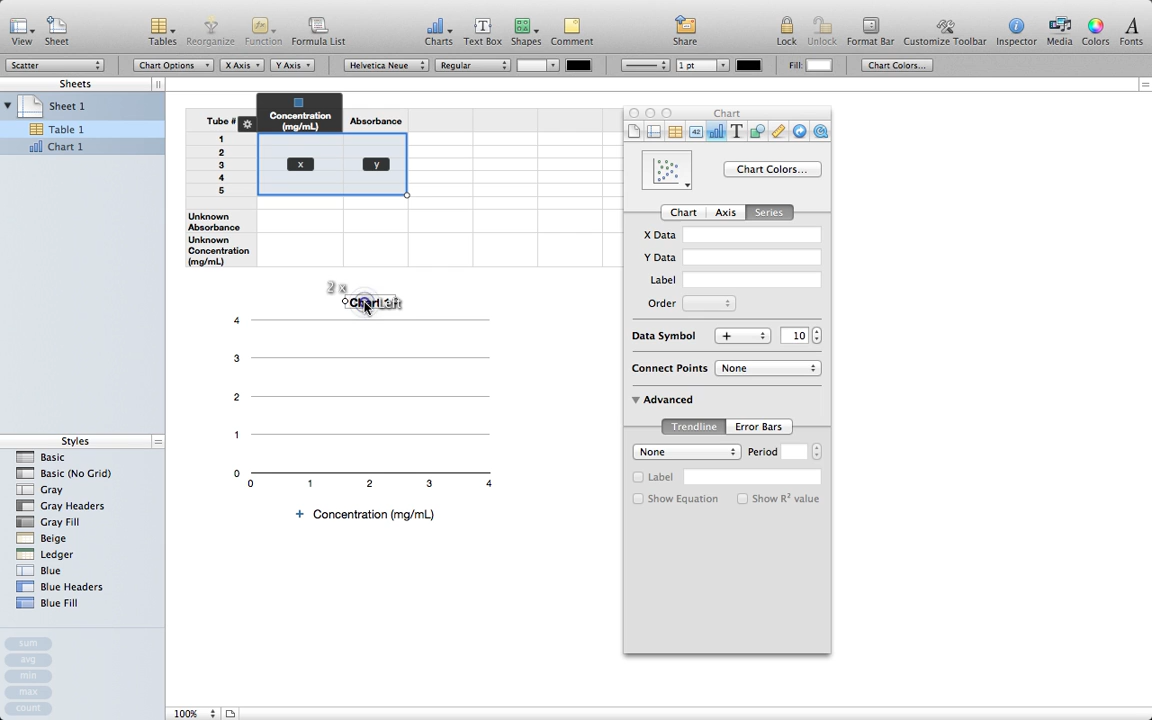 View
Sheet
Tables
Reorganize
Function
Formula List
Charts
Text Box
Shapes
Comment
Share
Lock
Unlock
Format Bar
Customize Toolbar
Inspector
Media
Colors
Fonts
Scatter
Chart Options
X Axis
Y Axis
Helvetica Neue
Regular
1 pt
Fill:
Chart Colors...
Sheets
Sheet 1
Table 1
Chart 1
Tube #
Concentration
(mg/mL)
Absorbance
1
2
3
4
5
x
y
Unknown
Absorbance
Unknown
Concentration
(mg/mL)
2 x
Left
4
3
2
1
0
0 1 2 3 4
+ Concentration (mg/mL)
Chart
42
T
Chart Colors...
Chart
Axis
Series
X Data
Y Data
Label
Order
Data Symbol
+
10
Connect Points
None
Advanced
Trendline
Error Bars
None
Period
Label
Show Equation
Show R² value
Styles
Basic
Basic (No Grid)
Gray
Gray Headers
Gray Fill
Beige
Ledger
Blue
Blue Headers
Blue Fill
sum
avg
min
max
count
100%